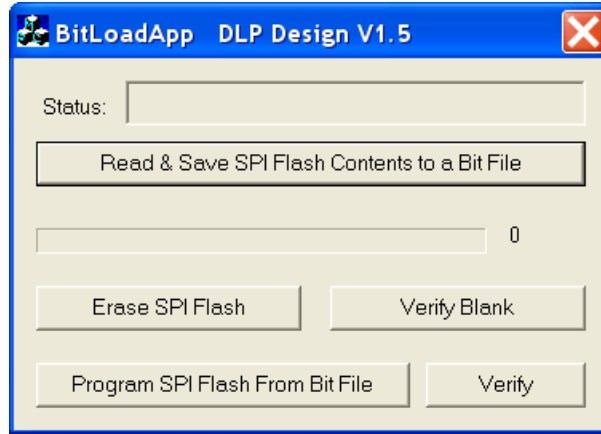 BitLoadApp DLP Design V1.5
Status:
Read & Save SPI Flash Contents to a Bit File
0
Erase SPI Flash Verify Blank
Program SPI Flash From Bit File Verify